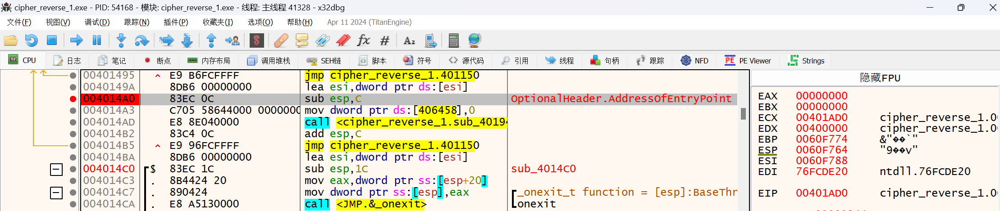 cipher_reverse_1.exe - PID: 54168 - 模块: cipher_reverse_1.exe - 线程: 主线程 41328 - x32dbg
文件(F) 视图(V) 调试(D) 跟踪(N) 插件(P) 收藏夹(I) 选项(O) 帮助(H) Apr 11 2024 (TitanEngine)
CPU 日志 笔记 断点 内存布局 调用堆栈 SEH链 脚本 符号 源代码 引用 线程 句柄 跟踪 NFD PE Viewer Strings
00401495 E9 B6FCFFFF jmp cipher_reverse_1.401150
0040149A 8DB6 00000000 lea esi,dword ptr ds:[esi]
004014A0 83EC 0C sub esp,C OptionalHeader.AddressOfEntryPoint
004014A3 C705 58644000 0000000 mov dword ptr ds:[406458],0
004014AD E8 8E040000 call <cipher_reverse_1.sub_40194
004014B2 83C4 0C add esp,C
004014B5 E9 96FCFFFF jmp cipher_reverse_1.401150
004014BA 8DB6 00000000 lea esi,dword ptr ds:[esi]
004014C0 $ 83EC 1C sub esp,1C sub_4014C0
004014C3 . 8B4424 20 mov eax,dword ptr ss:[esp+20]
004014C7 . 890424 mov dword ptr ss:[esp],eax _onexit_t function = [esp]:BaseThr
004014CA . E8 A5130000 call <JMP.&_onexit> onexit
隐藏FPU
EAX 00000000
EBX 00000000
ECX 00401AD0 cipher_reverse_1.0
EDX 00400000 cipher_reverse_1.0
EBP 0060F774 &"��`"
ESP 0060F764 "9��v"
ESI 0060F788
EDI 76FCDE20 ntdll.76FCDE20
EIP 00401AD0 cipher_reverse_1.0